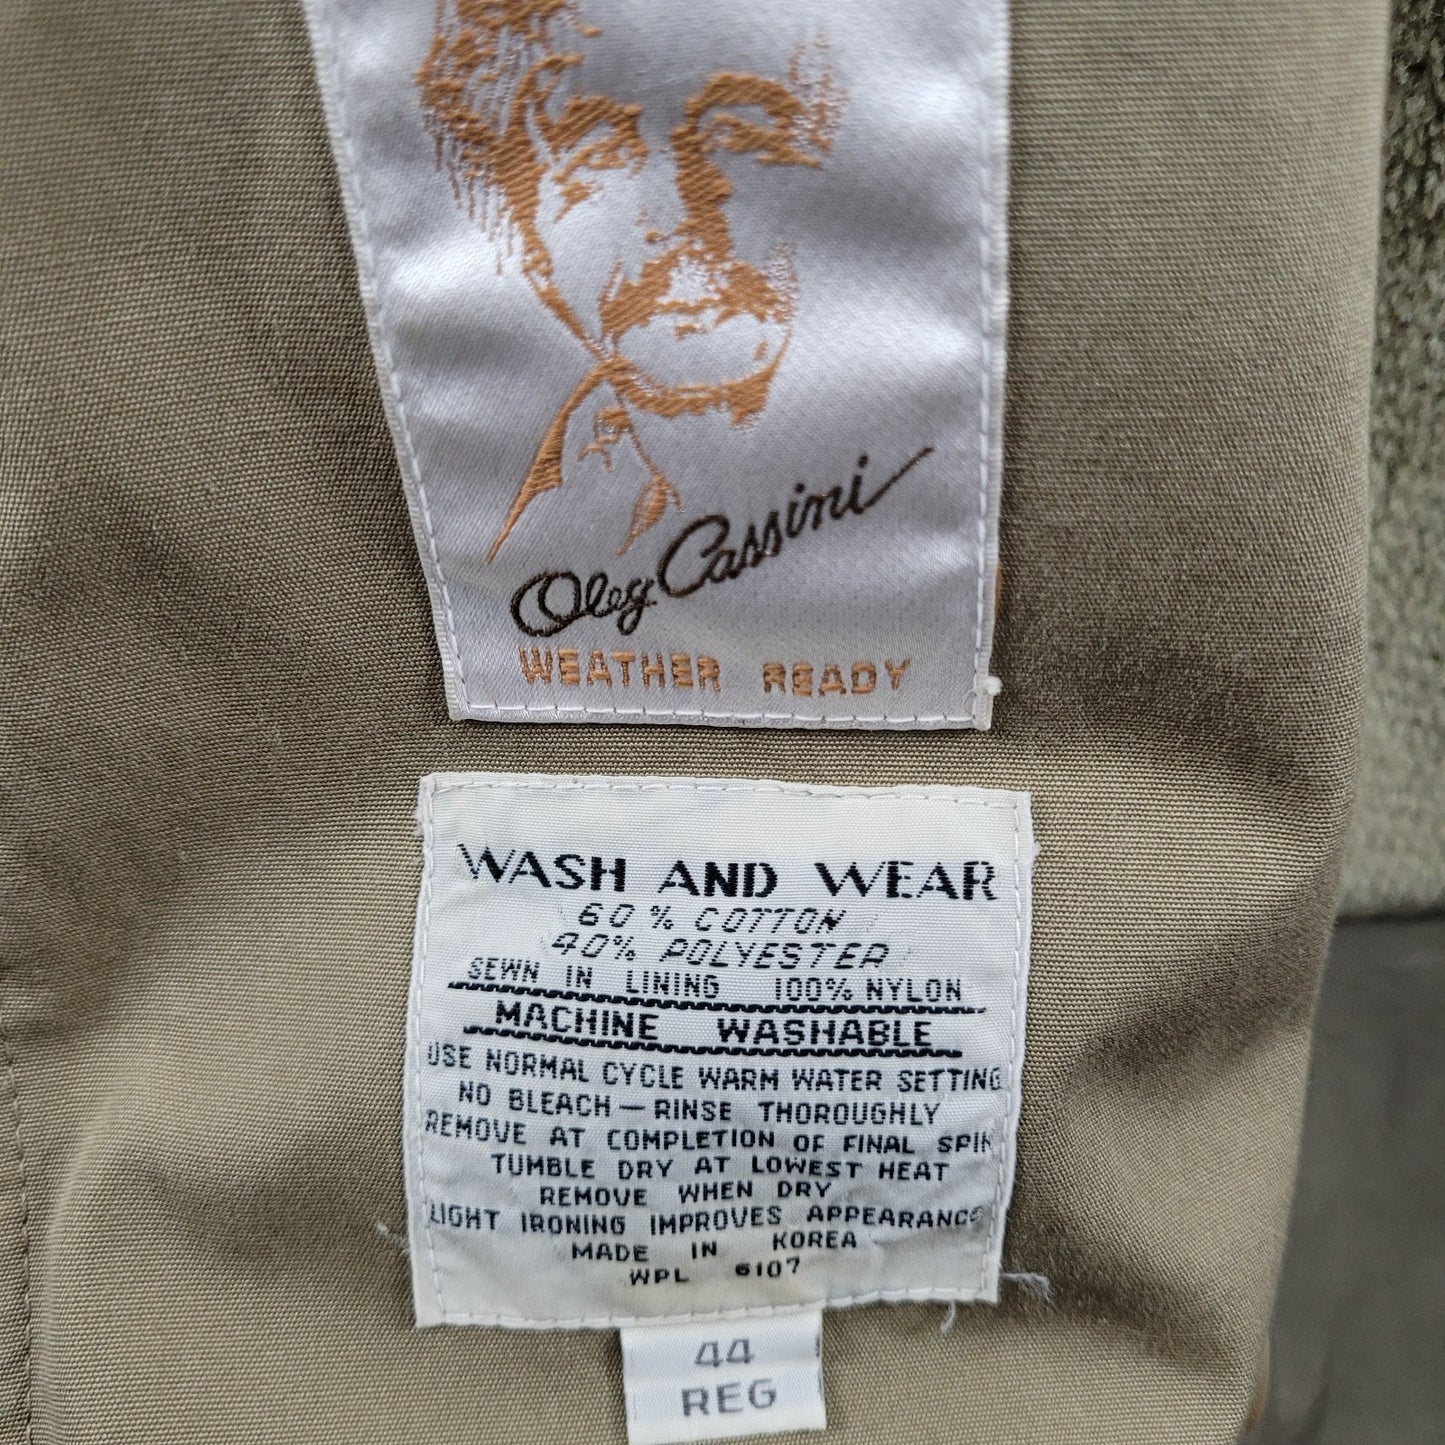 Oleg Cassini
WEATHER READY
WASH AND WEAR
60% COTTON
40% POLYESTER
SEWN IN LINING 100% NYLON
MACHINE WASHABLE
USE NORMAL CYCLE WARM WATER SETTING
NO BLEACH — RINSE THOROUGHLY
REMOVE AT COMPLETION OF FINAL SPIN
TUMBLE DRY AT LOWEST HEAT
REMOVE WHEN DRY
LIGHT IRONING IMPROVES APPEARANCE
MADE IN KOREA
WPL 6107
44
REG